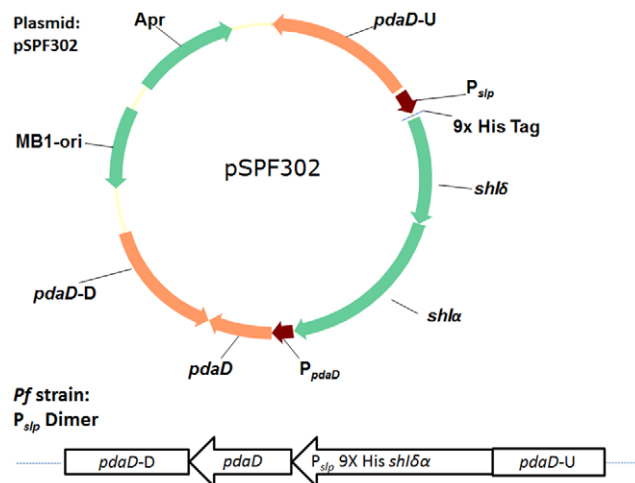 Plasmid:
pSPF302
Apr
pdaD-U
Pslp
9x His Tag
MB1-ori
pSPF302
shlδ
pdaD-D
shlα
pdaD
PpdaD
Pf strain:
Pslp Dimer
pdaD-D pdaD Pslp 9X His shlδα pdaD-U